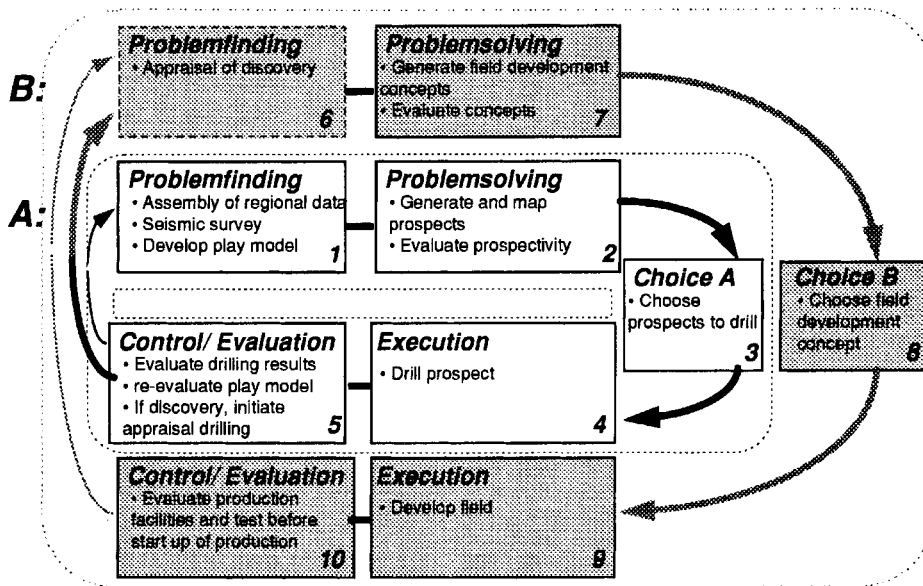 B:
Problemfinding
• Appraisal of discovery
6
Problemsolving
• Generate field development
concepts
• Evaluate concepts
7
A:
Problemfinding
• Assembly of regional data
• Seismic survey
• Develop play model
1
Problemsolving
• Generate and map
prospects
• Evaluate prospectivity
2
Choice A
• Choose
prospects to drill
3
Choice B
• Choose field
development
concept
8
Control/ Evaluation
• Evaluate drilling results
• re-evaluate play model
• If discovery, initiate
appraisal drilling
5
Execution
• Drill prospect
4
Control/ Evaluation
• Evaluate production
facilities and test before
start up of production
10
Execution
• Develop field
9